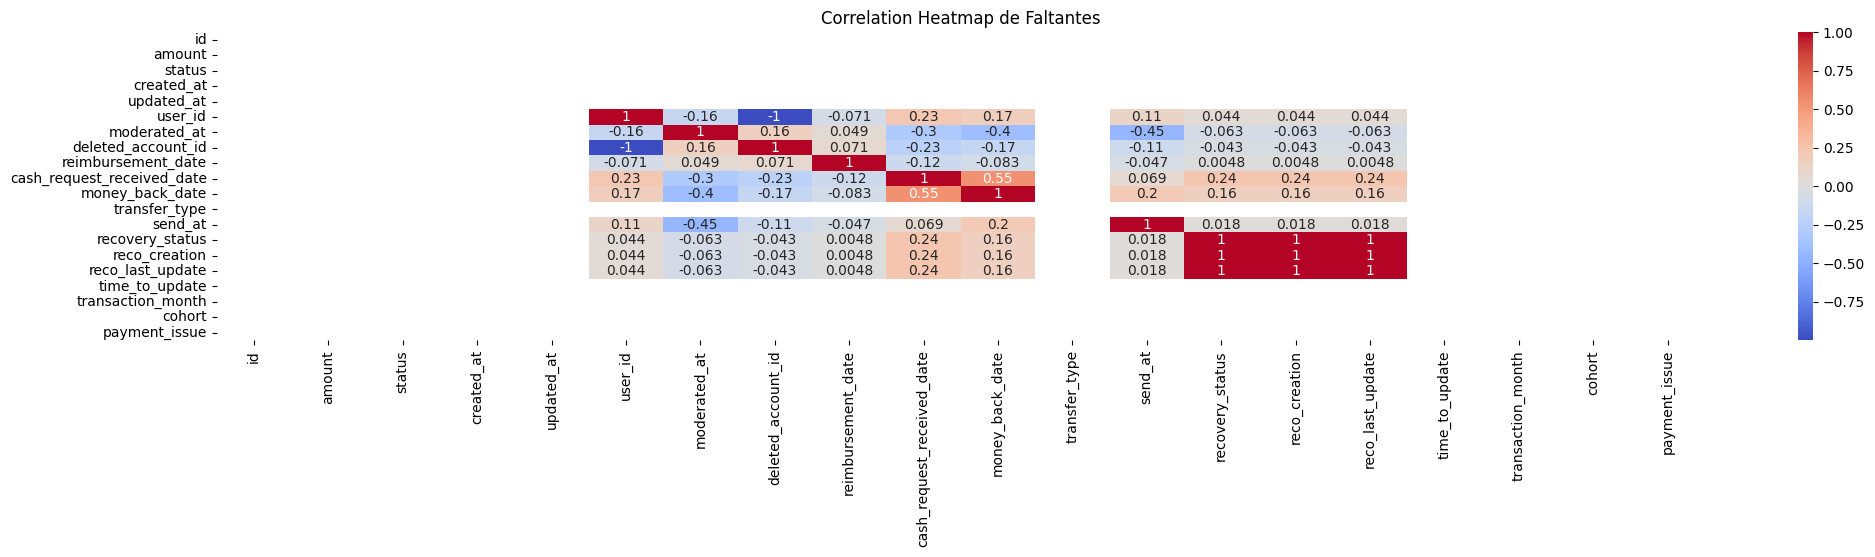 Correlation Heatmap de Faltantes
id
amount
status
created_at
updated_at
user_id 1 -0.16 -1 -0.071 0.23 0.17 0.11 0.044 0.044 0.044
moderated_at -0.16 1 0.16 0.049 -0.3 -0.4 -0.45 -0.063 -0.063 -0.063
deleted_account_id -1 0.16 1 0.071 -0.23 -0.17 -0.11 -0.043 -0.043 -0.043
reimbursement_date -0.071 0.049 0.071 1 -0.12 -0.083 -0.047 0.0048 0.0048 0.0048
cash_request_received_date 0.23 -0.3 -0.23 -0.12 1 0.55 0.069 0.24 0.24 0.24
money_back_date 0.17 -0.4 -0.17 -0.083 0.55 1 0.2 0.16 0.16 0.16
transfer_type
send_at 0.11 -0.45 -0.11 -0.047 0.069 0.2 1 0.018 0.018 0.018
recovery_status 0.044 -0.063 -0.043 0.0048 0.24 0.16 0.018 1 1 1
reco_creation 0.044 -0.063 -0.043 0.0048 0.24 0.16 0.018 1 1 1
reco_last_update 0.044 -0.063 -0.043 0.0048 0.24 0.16 0.018 1 1 1
time_to_update
transaction_month
cohort
payment_issue
id
amount
status
created_at
updated_at
user_id
moderated_at
deleted_account_id
reimbursement_date
cash_request_received_date
money_back_date
transfer_type
send_at
recovery_status
reco_creation
reco_last_update
time_to_update
transaction_month
cohort
payment_issue
1.00
0.75
0.50
0.25
0.00
−0.25
−0.50
−0.75